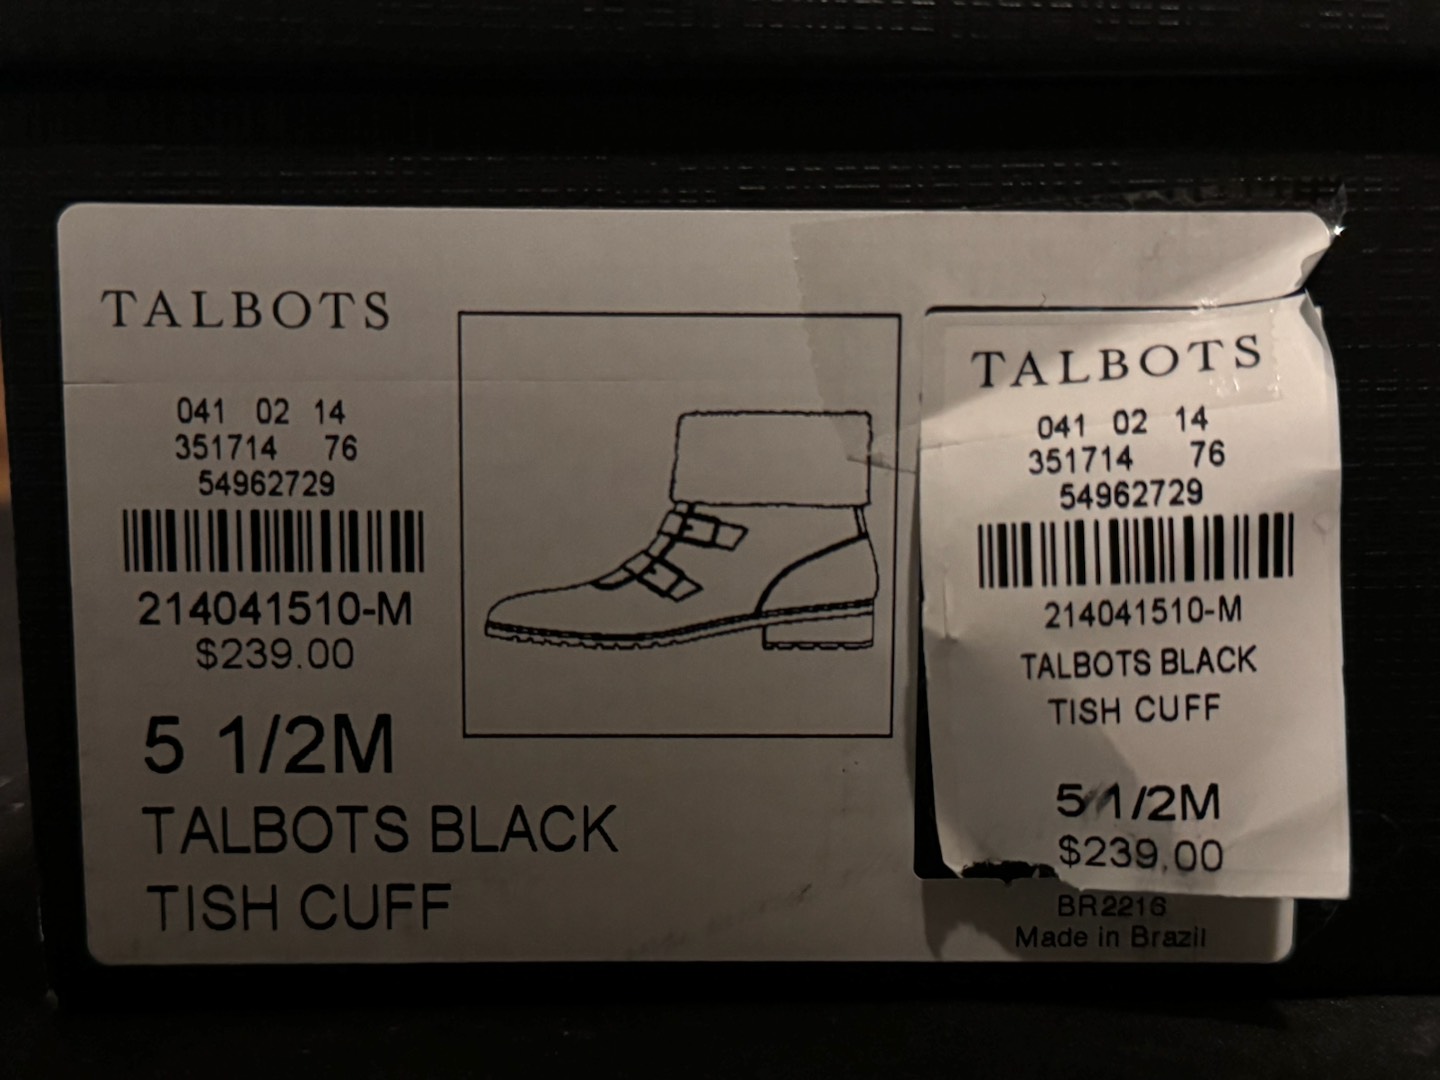 TALBOTS
041 02 14
351714 76
54962729
214041510-M
$239.00
5 1/2M
TALBOTS BLACK
TISH CUFF
TALBOTS
041 02 14
351714 76
54962729
214041510-M
TALBOTS BLACK
TISH CUFF
5 1/2M
$239.00
BR2216
Made in Brazil